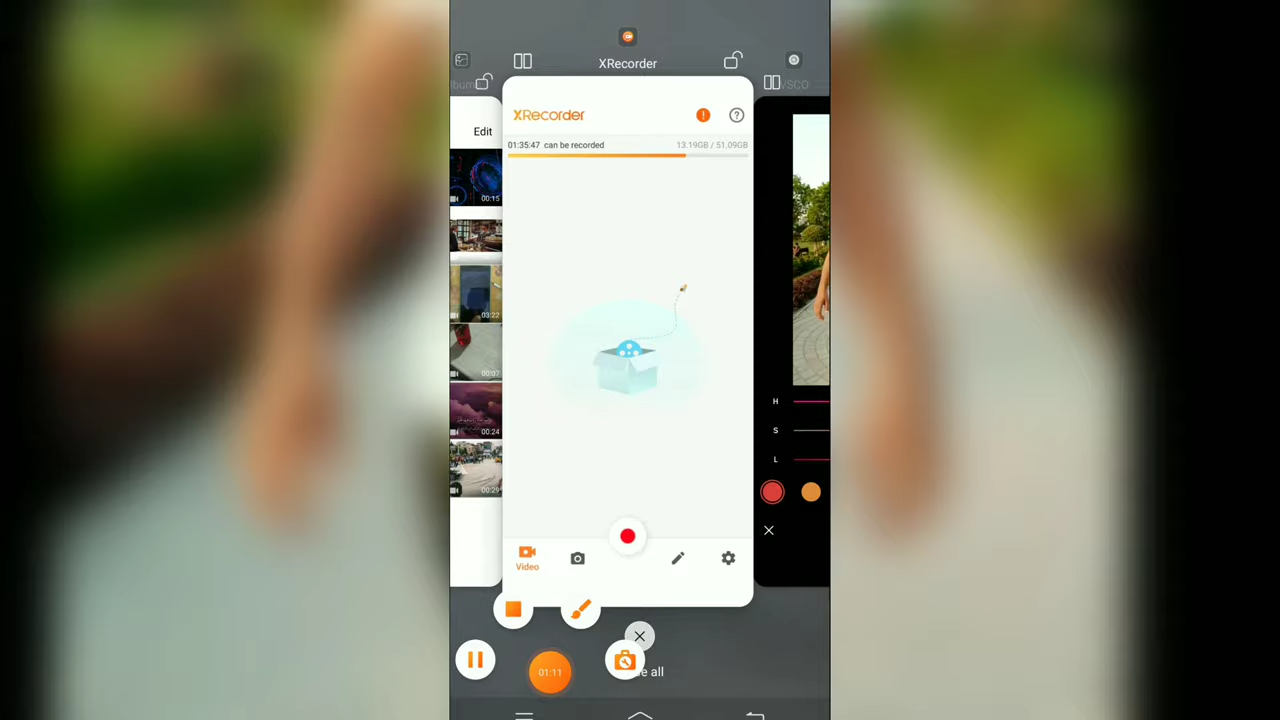 XRecorder
VSCO
XRecorder
Edit
01:35:47 can be recorded
13.19GB / 51.09GB
00:15
03:22
00:07
00:24
00:29
H
S
L
Video
01:11
all